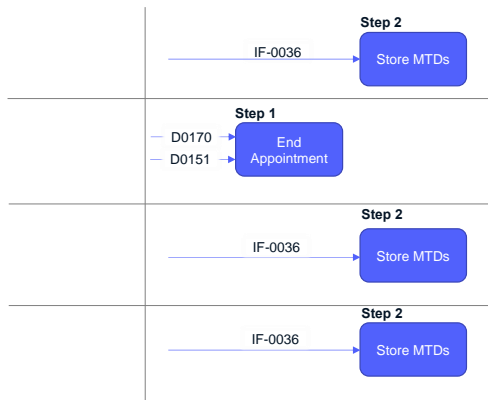 Step 2
IF-0036
Store MTDs
Step 1
D0170
D0151
End
Appointment
Step 2
IF-0036
Store MTDs
Step 2
IF-0036
Store MTDs